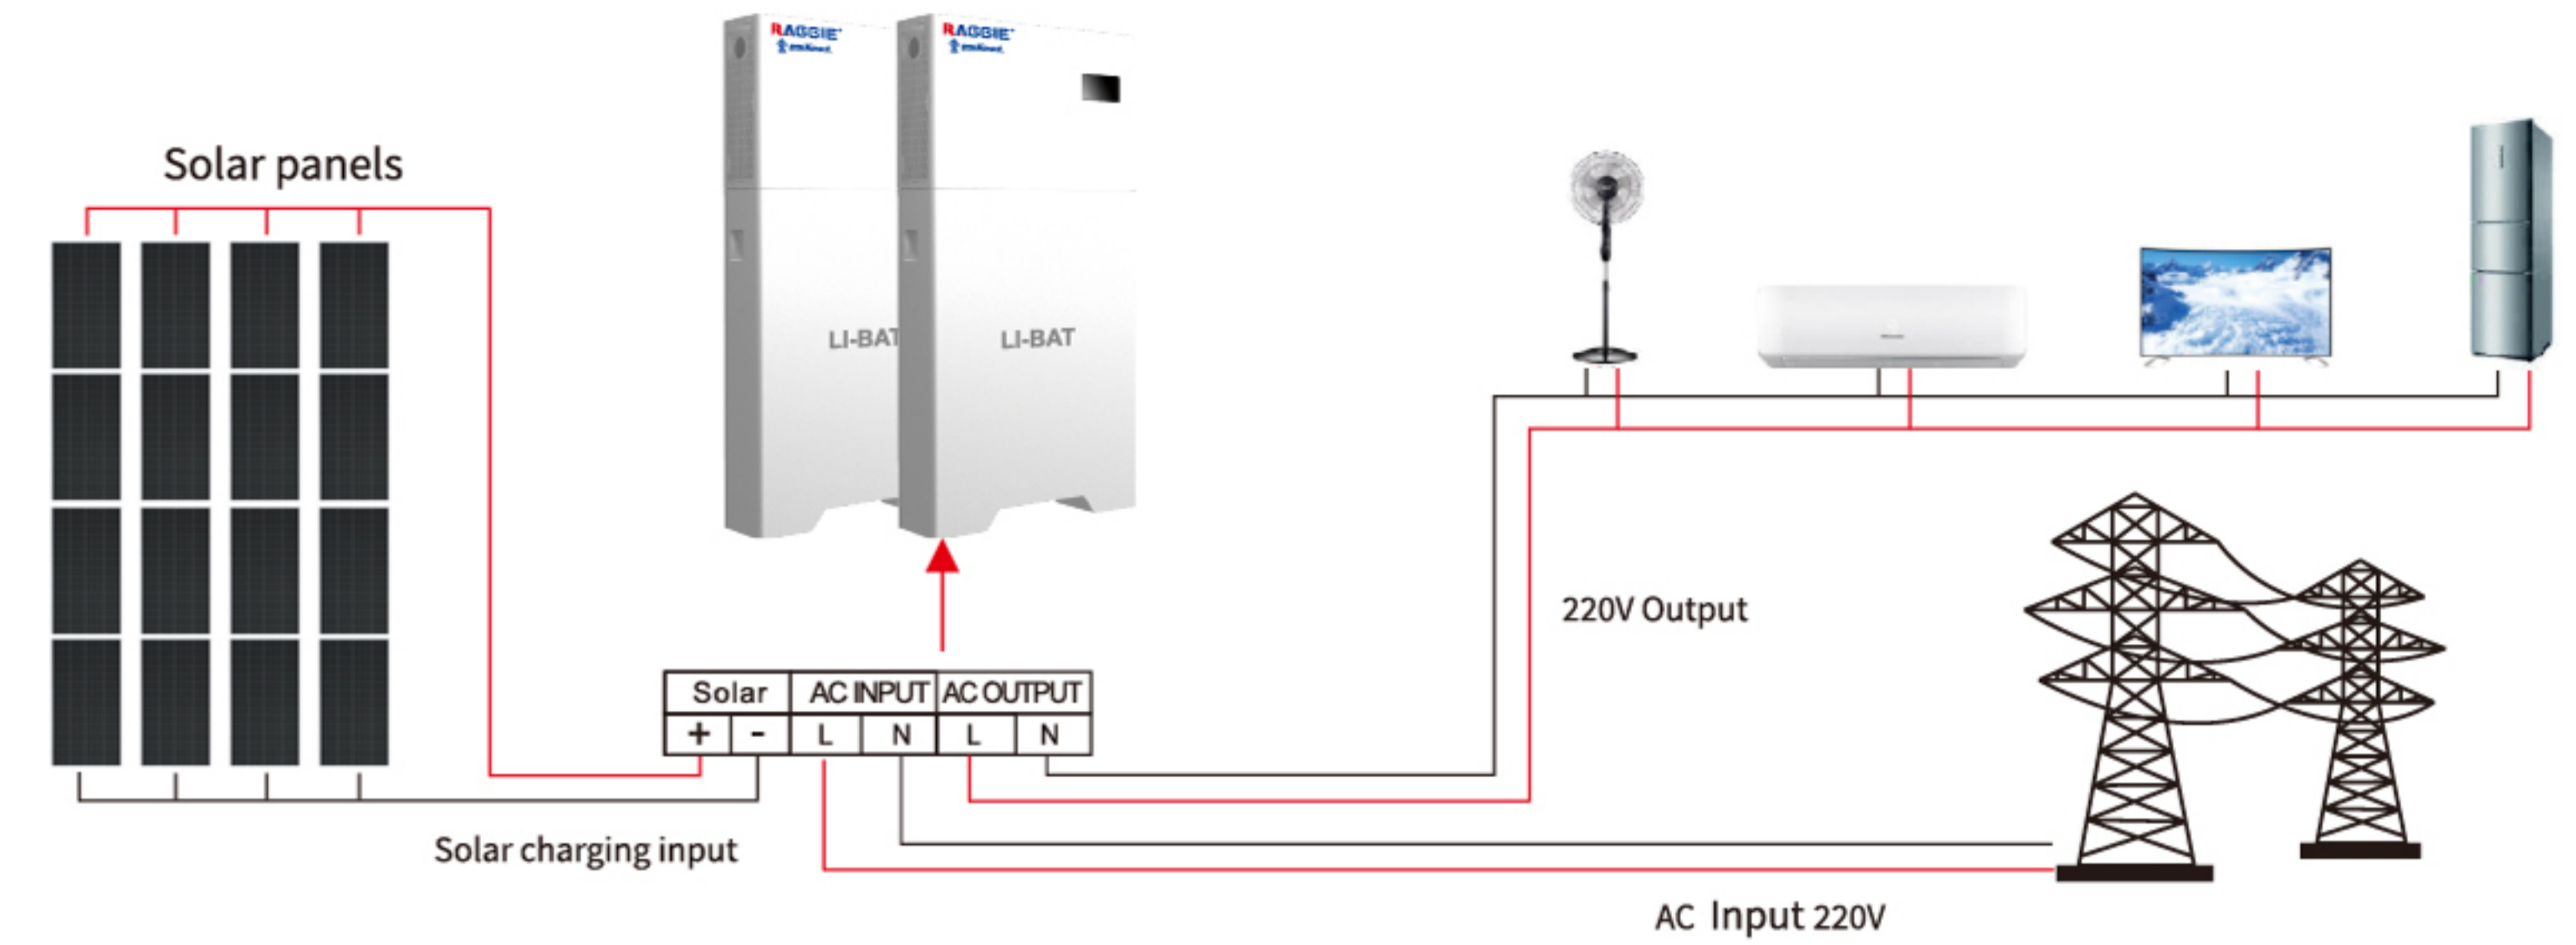 RAGGIE
RAGGIE
Solar panels
LI-BAT
LI-BAT
220V Output
Solar
AC INPUT
AC OUTPUT
+
-
L
N
L
N
Solar charging input
AC Input 220V